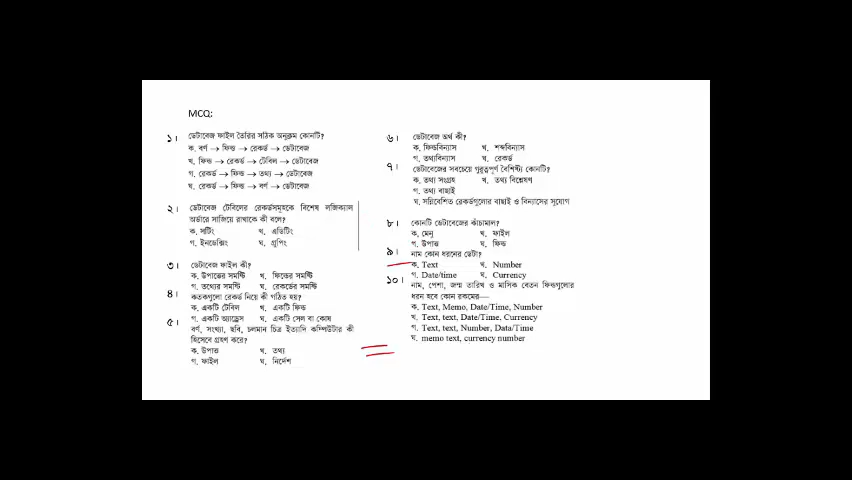 MCQ:
১। ডেটাবেজ ফাইল তৈরির সঠিক অনুক্রম কোনটি?
ক. বর্ণ → ফিল্ড → রেকর্ড → ডেটাবেজ
খ. ফিল্ড → রেকর্ড → টেবিল → ডেটাবেজ
গ. রেকর্ড → ফিল্ড → তথ্য → ডেটাবেজ
ঘ. রেকর্ড → ফিল্ড → বর্ণ → ডেটাবেজ
২। ডেটাবেজ টেবিলের রেকর্ডসমূহকে বিশেষ লজিক্যাল
অর্ডারে সাজিয়ে রাখাকে কী বলে?
ক. সর্টিং খ. এডিটিং
গ. ইনডেক্সিং ঘ. গ্রুপিং
৩। ডেটাবেজ ফাইল কী?
ক. উপাত্তের সমষ্টি খ. ফিল্ডের সমষ্টি
গ. তথ্যের সমষ্টি ঘ. রেকর্ডের সমষ্টি
৪। কতকগুলো রেকর্ড নিয়ে কী গঠিত হয়?
ক. একটি টেবিল খ. একটি ফিল্ড
গ. একটি অ্যাড্রেস ঘ. একটি সেল বা কোষ
৫। বর্ণ, সংখ্যা, ছবি, চলমান চিত্র ইত্যাদি কম্পিউটার কী
হিসেবে গ্রহণ করে?
ক. উপাত্ত খ. তথ্য
গ. ফাইল ঘ. নির্দেশ
৬। ডেটাবেজ অর্থ কী?
ক. ফিল্ডবিন্যাস খ. শব্দবিন্যাস
গ. তথ্যবিন্যাস ঘ. রেকর্ড
৭। ডেটাবেজের সবচেয়ে গুরুত্বপূর্ণ বৈশিষ্ট্য কোনটি?
ক. তথ্য সংগ্রহ খ. তথ্য বিশ্লেষণ
গ. তথ্য বাছাই
ঘ. সন্নিবেশিত রেকর্ডগুলোর বাছাই ও বিন্যাসের সুযোগ
৮। কোনটি ডেটাবেজের কাঁচামাল?
ক. মেনু খ. ফাইল
গ. উপাত্ত ঘ. ফিল্ড
৯। নাম কোন ধরনের ডেটা?
ক. Text খ. Number
গ. Date/time ঘ. Currency
১০। নাম, পেশা, জন্ম তারিখ ও মাসিক বেতন ফিল্ডগুলোর
ধরন হবে কোন রকমের—
ক. Text, Memo, Date/Time, Number
খ. Text, text, Date/Time, Currency
গ. Text, text, Number, Data/Time
ঘ. memo text, currency number